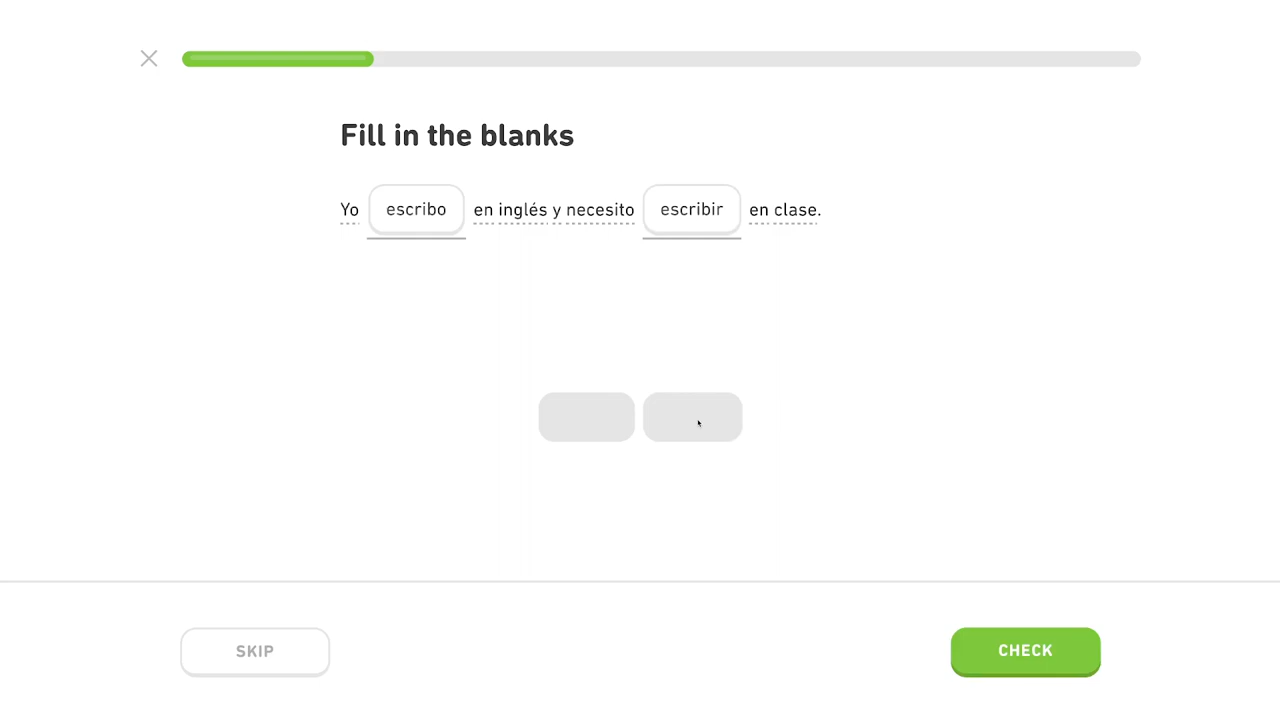 Fill in the blanks
Yo escribo en inglés y necesito escribir en clase.
SKIP
CHECK